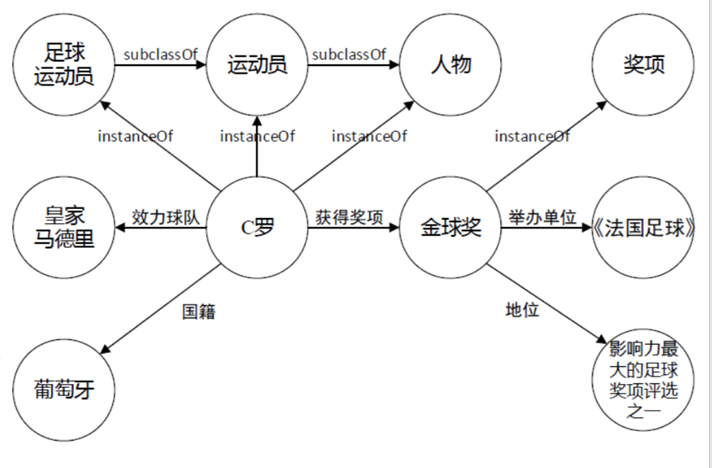 足球
运动员
subclassOf
运动员
subclassOf
人物
奖项
instanceOf
instanceOf
instanceOf
instanceOf
皇家
马德里
效力球队
C罗
获得奖项
金球奖
举办单位
《法国足球》
国籍
地位
葡萄牙
影响力最
大的足球
奖项评选
之一